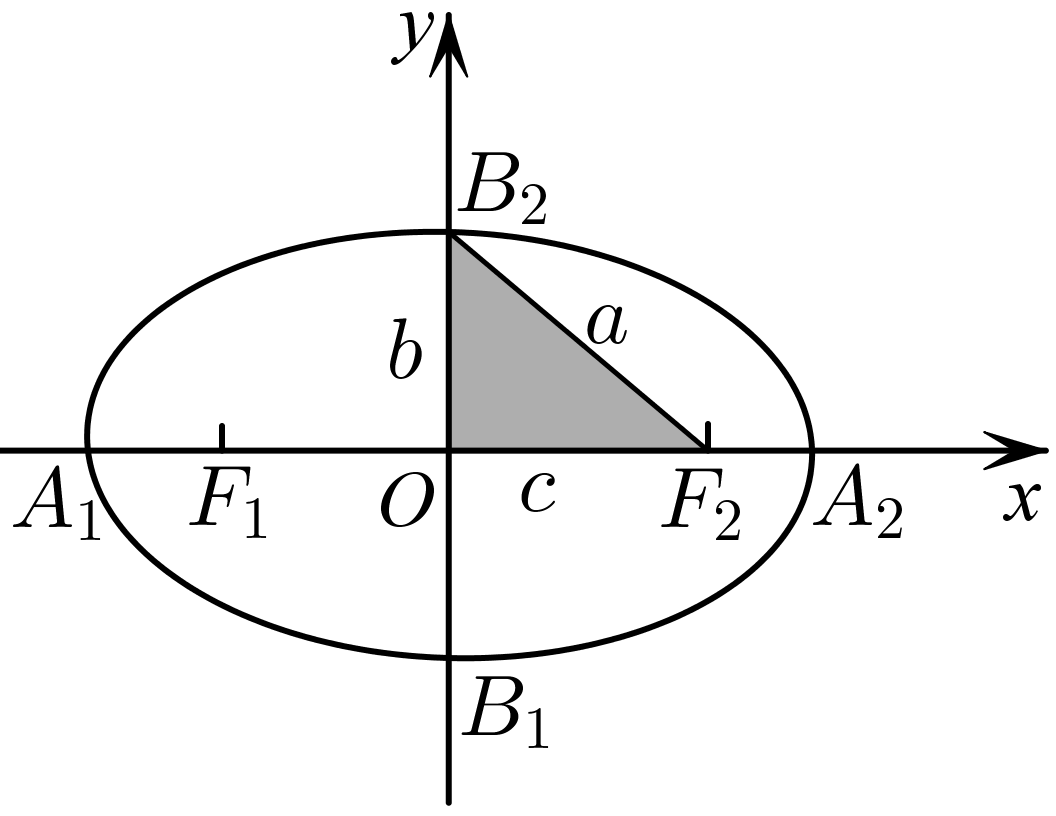 y
B₂
b
a
A₁ F₁ O c F₂ A₂ x
B₁